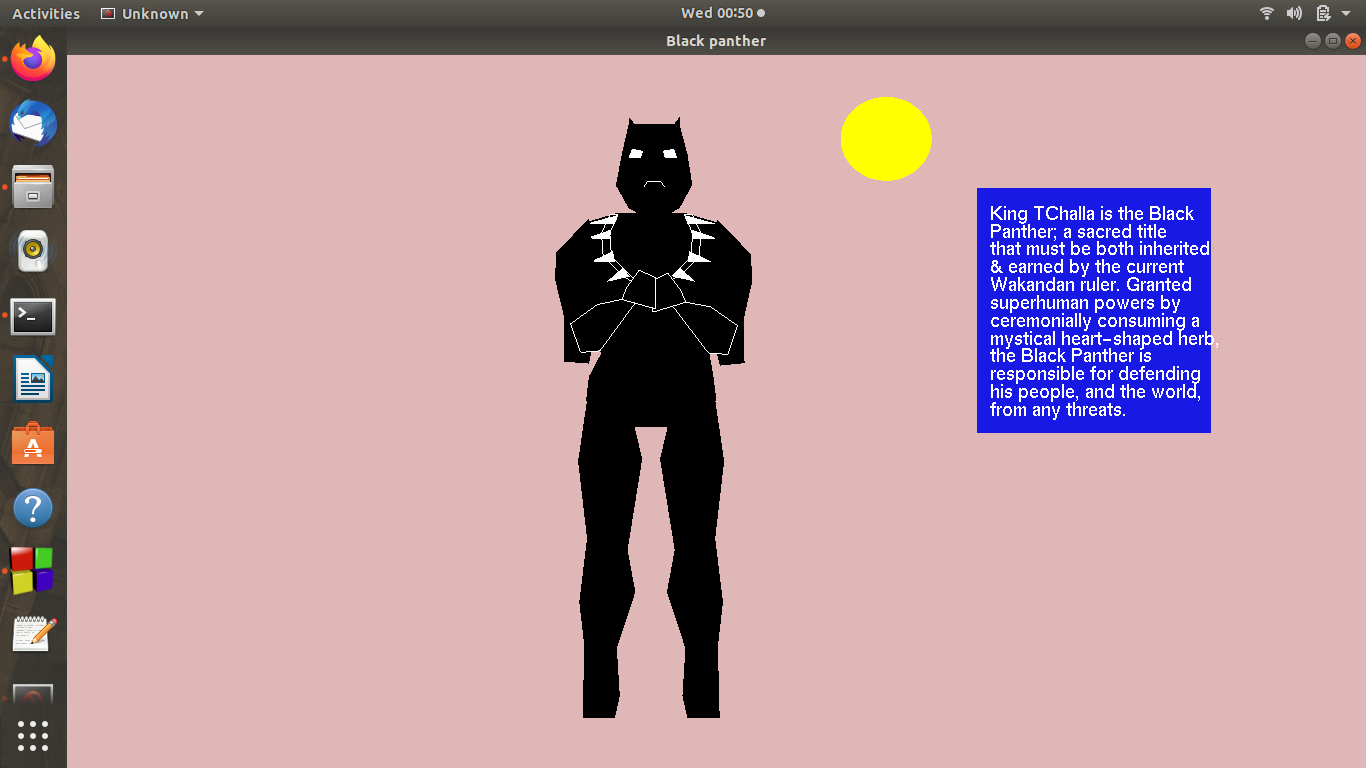 Activities
Unknown
Wed 00:50
Black panther
King TChalla is the Black
Panther; a sacred title
that must be both inherited
& earned by the current
Wakandan ruler. Granted
superhuman powers by
ceremonially consuming a
mystical heart-shaped herb,
the Black Panther is
responsible for defending
his people, and the world,
from any threats.